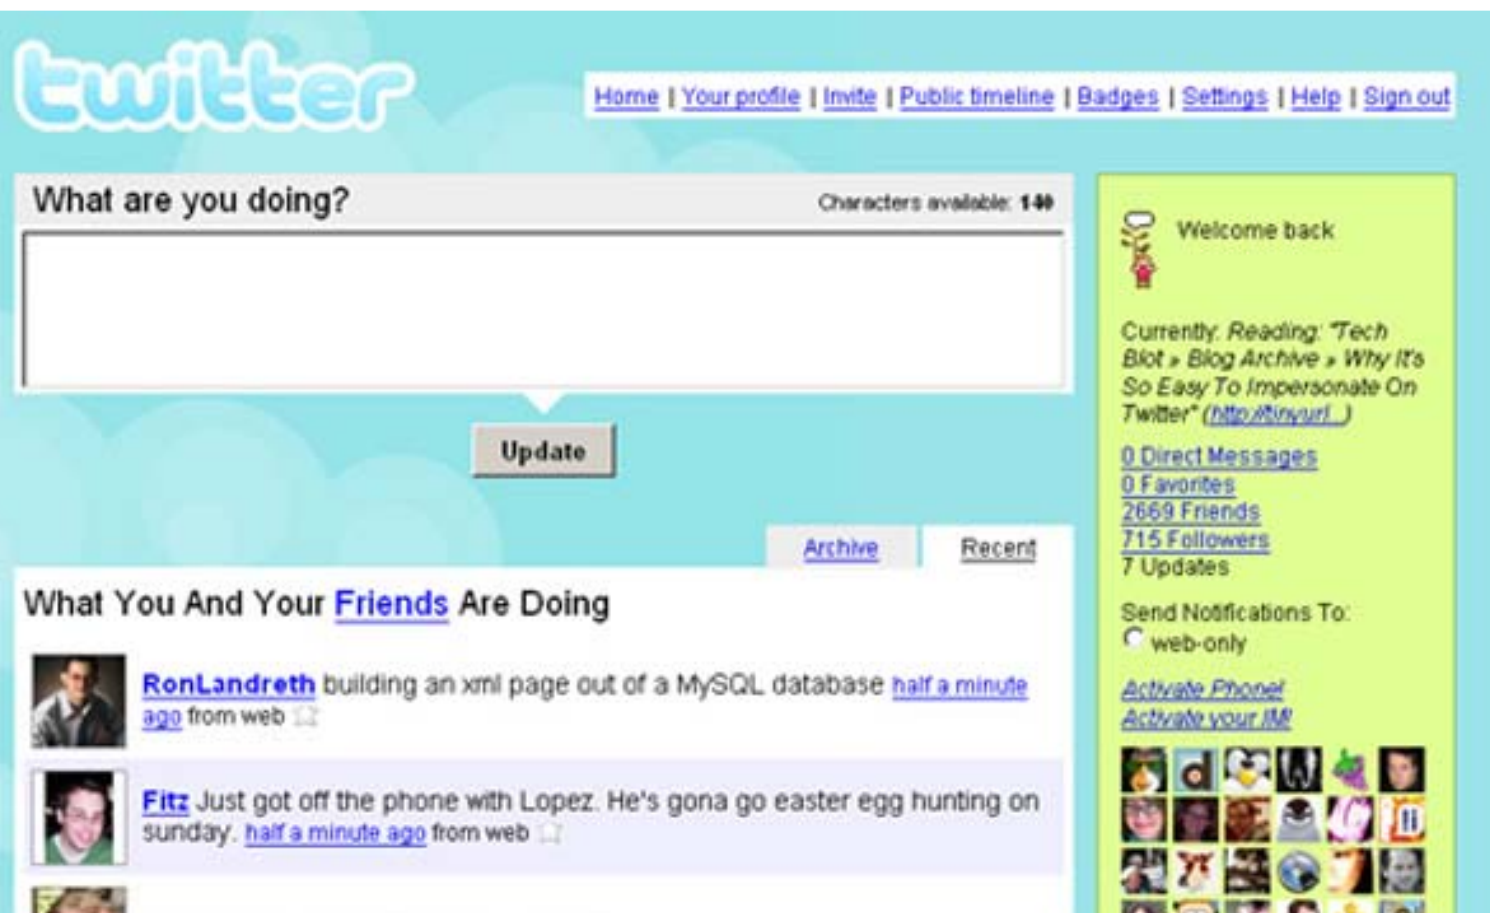 twitter
Home | Your profile | Invite | Public timeline | Badges | Settings | Help | Sign out
What are you doing?
Characters available: 140
Update
Archive
Recent
What You And Your Friends Are Doing
RonLandreth building an xml page out of a MySQL database half a minute
ago from web
Fitz Just got off the phone with Lopez. He's gona go easter egg hunting on
sunday. half a minute ago from web
Welcome back
Currently: Reading: "Tech
Blot » Blog Archive » Why It's
So Easy To Impersonate On
Twitter" (http://tinyurl...)
0 Direct Messages
0 Favorites
2669 Friends
715 Followers
7 Updates
Send Notifications To:
web-only
Activate Phone!
Activate your IM!